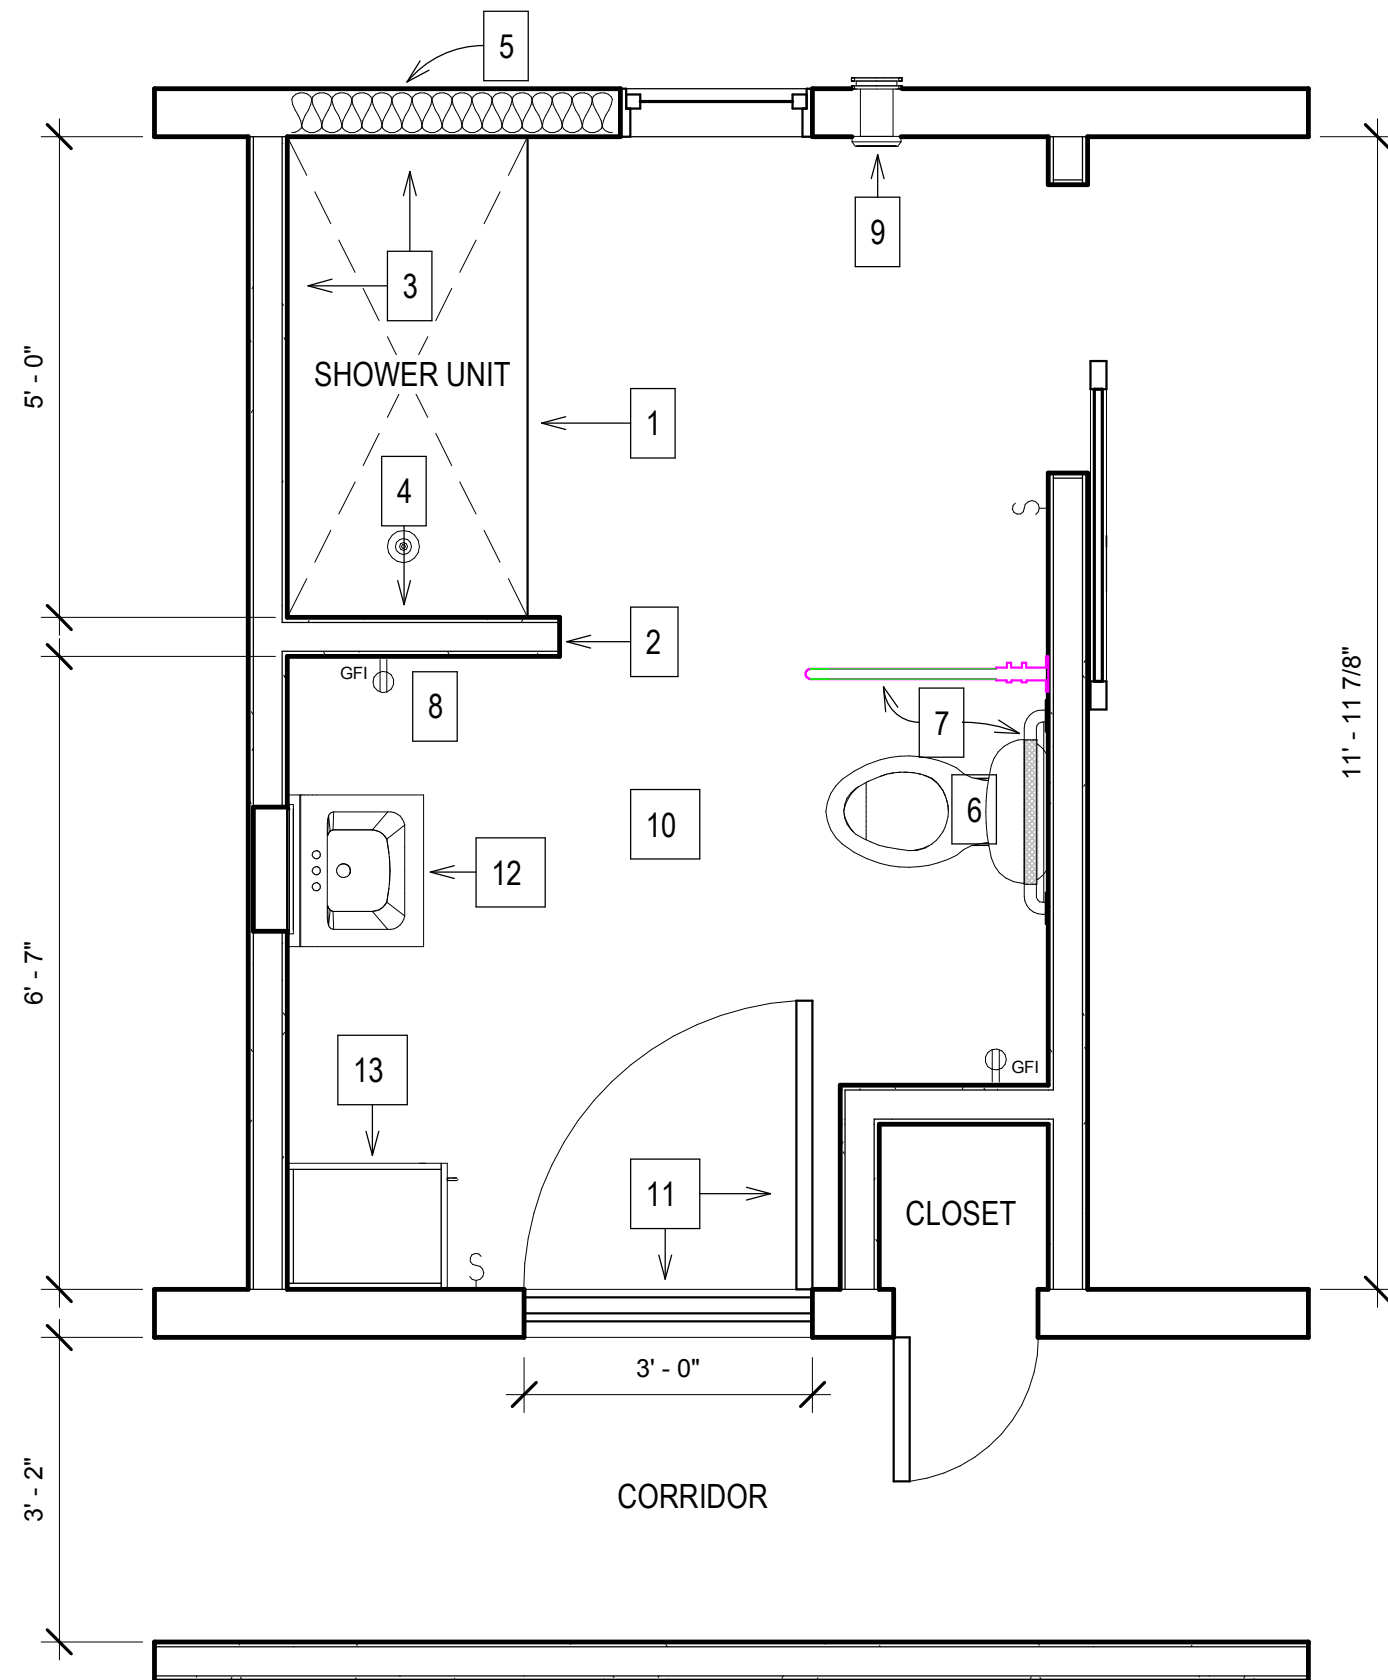 5
9
3
5' - 0"
SHOWER UNIT
1
4
S
2
GFI
8
7
11' - 11 7/8"
6
10
12
6' - 7"
13
GFI
11
CLOSET
S
3' - 0"
3' - 2"
CORRIDOR